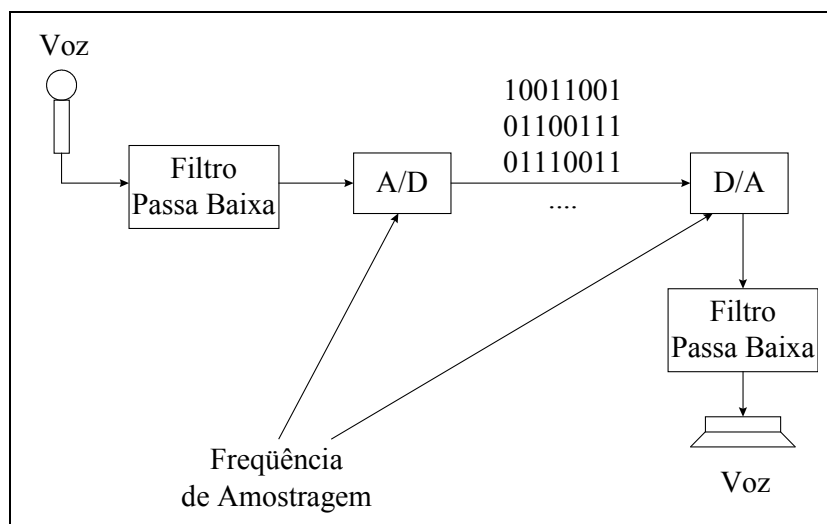 Voz
10011001
01100111
01110011
....
Filtro
Passa Baixa
A/D
D/A
Filtro
Passa Baixa
Freqüência
de Amostragem
Voz